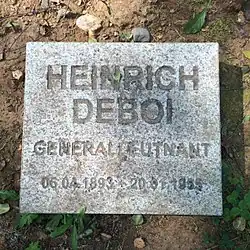 HEINRICH
DEBOI
GENERALLEUTNANT
06.04.1893 - 20.01.1955